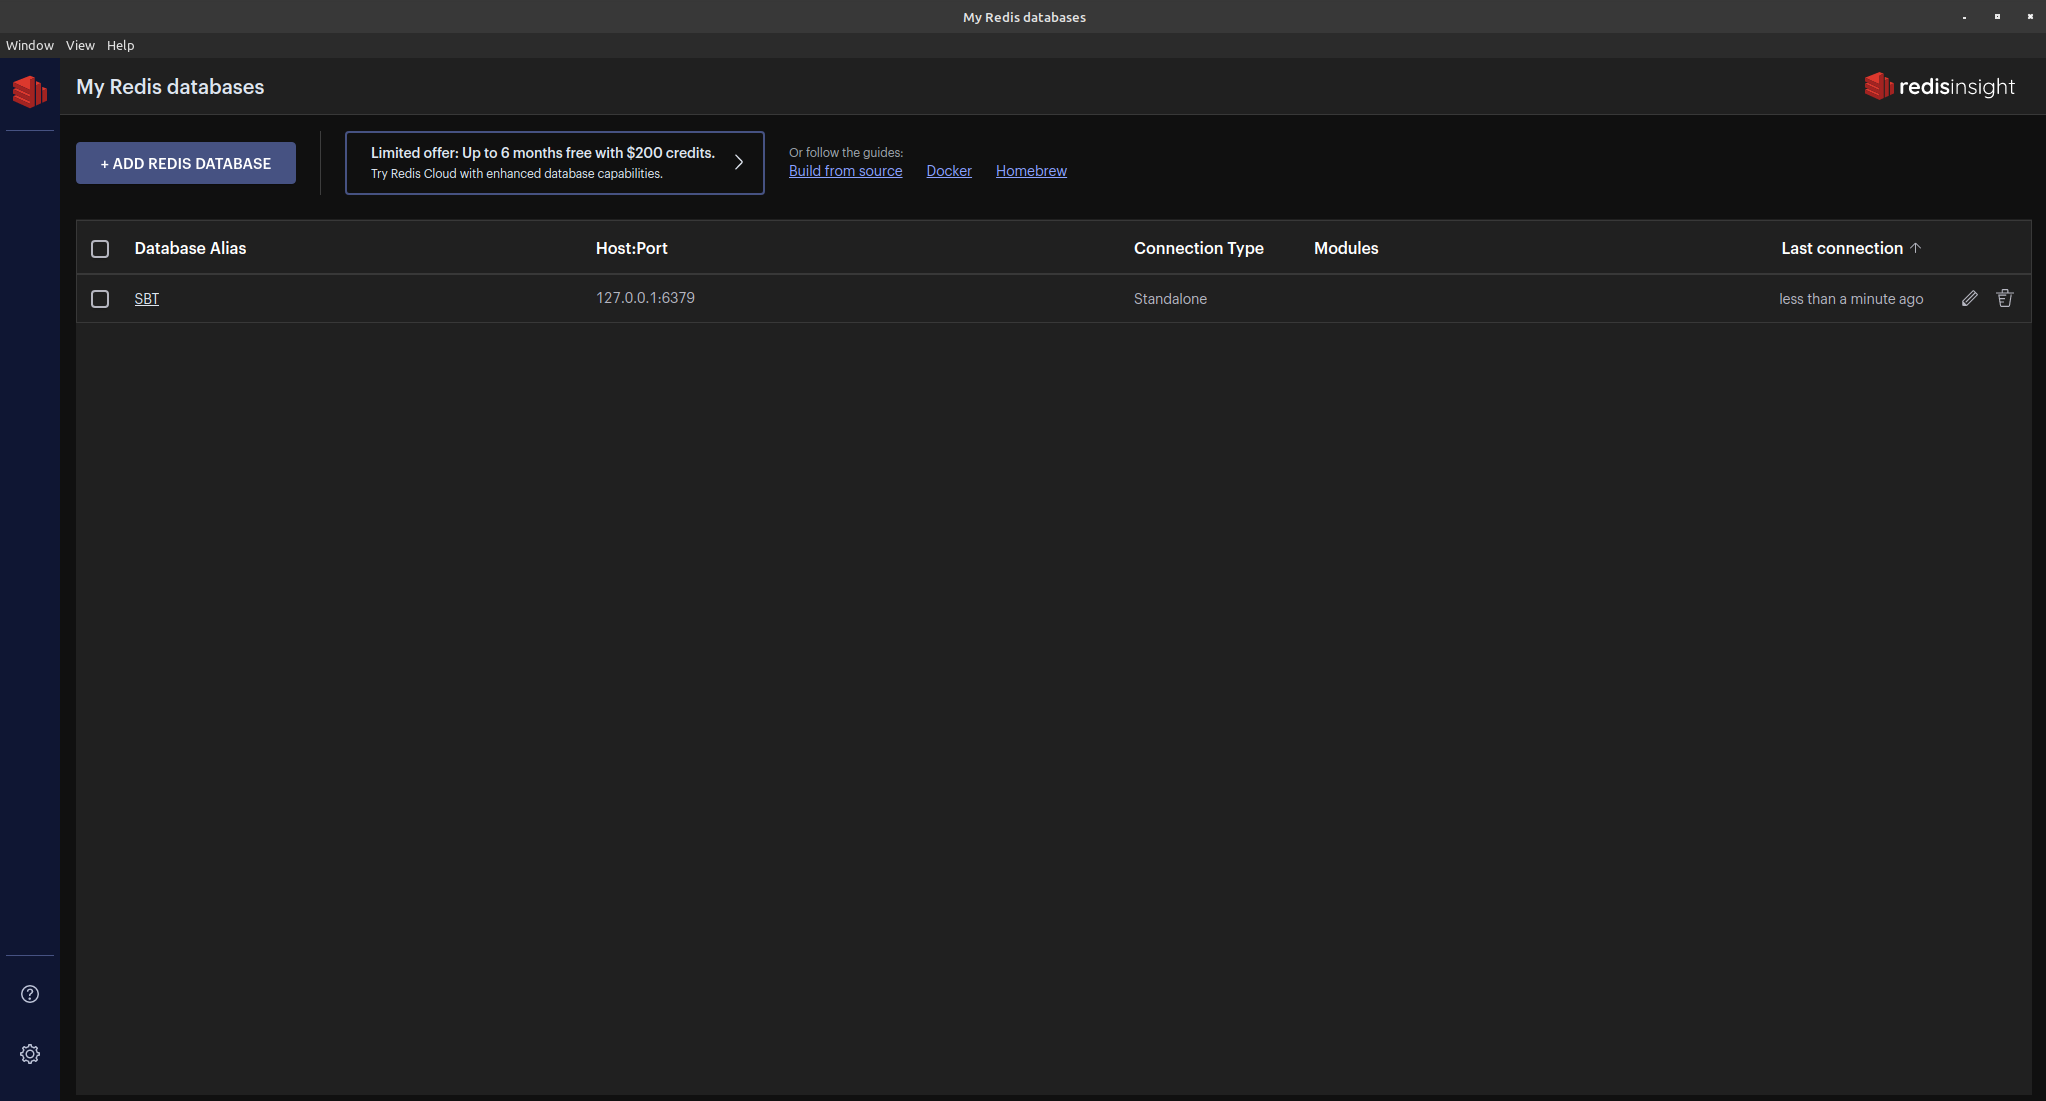 My Redis databases
Window View Help
My Redis databases
redisinsight
+ ADD REDIS DATABASE
Limited offer: Up to 6 months free with $200 credits.
Try Redis Cloud with enhanced database capabilities.
Or follow the guides:
Build from source Docker Homebrew
Database Alias Host:Port Connection Type Modules Last connection
SBT 127.0.0.1:6379 Standalone less than a minute ago